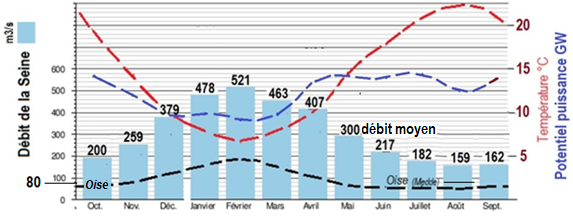 m3/s
Débit de la Seine
600
500
400
300
200
100
80
0
200
259
379
478
521
463
407
300 débit moyen
217
182
159
162
Oise
Oise
Oct.
Nov.
Déc.
Janvier
Février
Mars
Avril
Mai
Juin
Juillet
Août
Sept.
20
15
10
5
Température °C
Potentiel puissance GW